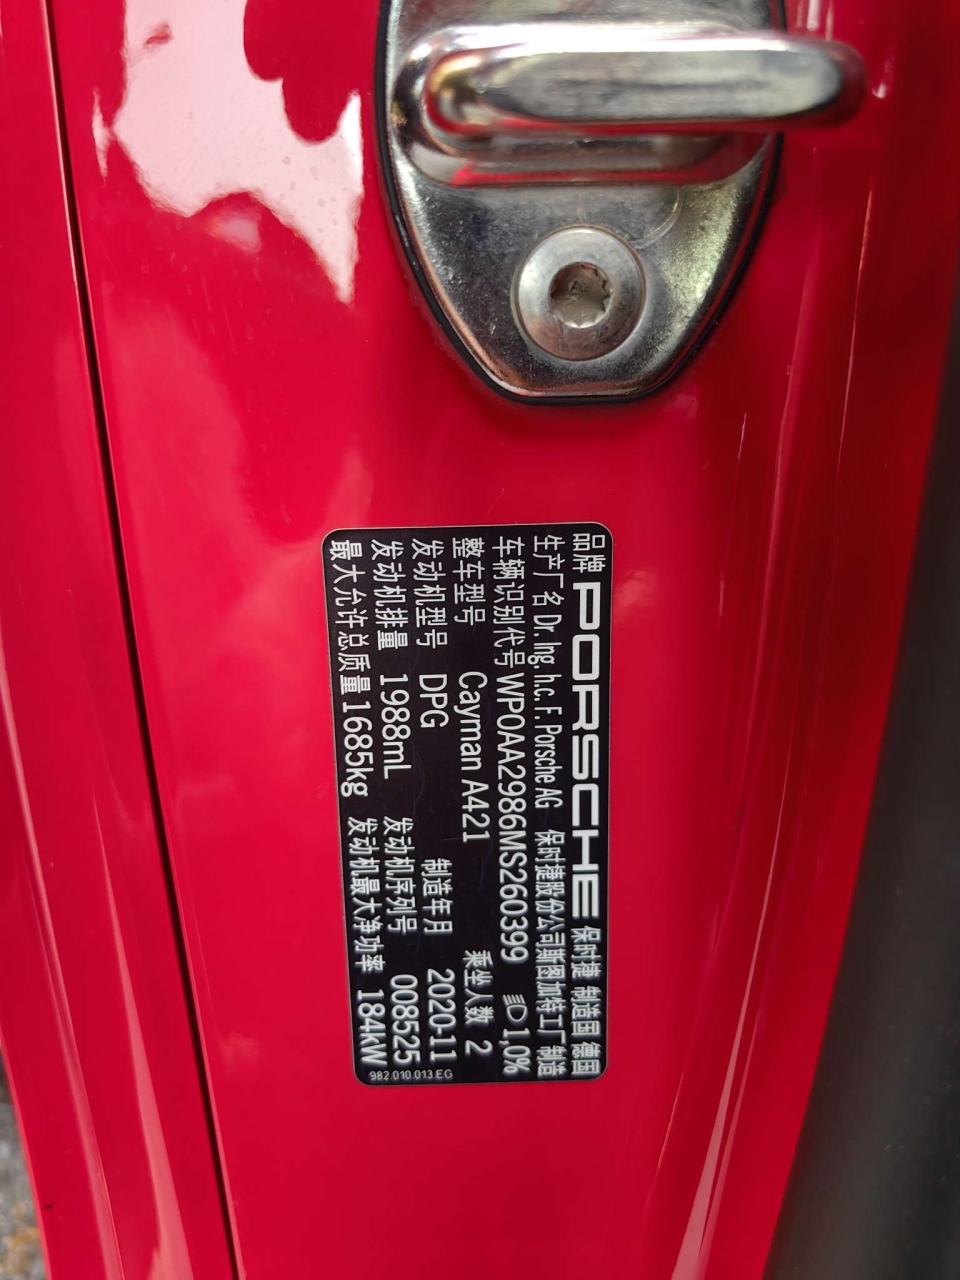 品牌 PORSCHE 保时捷 制造国 德国
生产厂名 Dr. Ing. h.c. F. Porsche AG 保时捷股份公司斯图加特工厂 制造
车辆识别代号 WP0AA2986MS260399 1,0%
整车型号 Cayman A421 乘坐人数 2
发动机型号 DPG 制造年月 2020-11
发动机排量 1988mL 发动机序列号 008525
最大允许总质量 1685kg 发动机最大净功率 184kW
982.010.013.EG